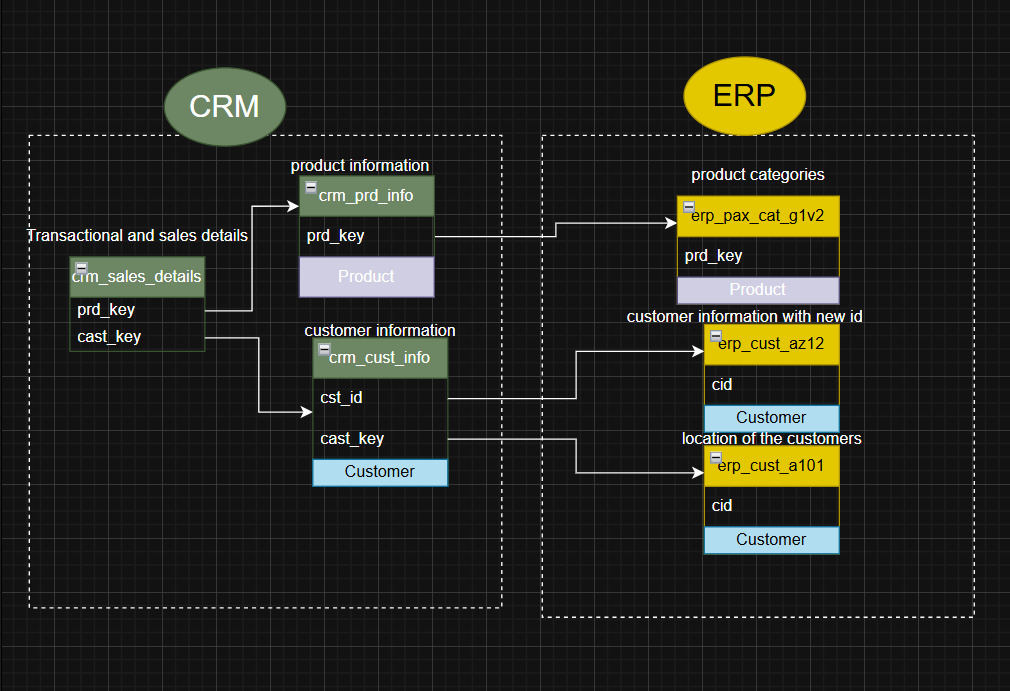 CRM
ERP
product information
crm_prd_info
prd_key
Product
Transactional and sales details
crm_sales_details
prd_key
cast_key
customer information
crm_cust_info
cst_id
cast_key
Customer
product categories
erp_pax_cat_g1v2
prd_key
Product
customer information with new id
erp_cust_az12
cid
Customer
location of the customers
erp_cust_a101
cid
Customer